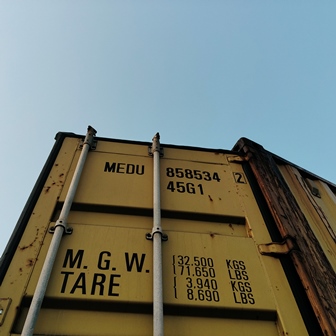 MEDU 858534 2
45G1
M.G.W. 32.500 KGS
71.650 LBS
TARE 3.940 KGS
8.690 LBS